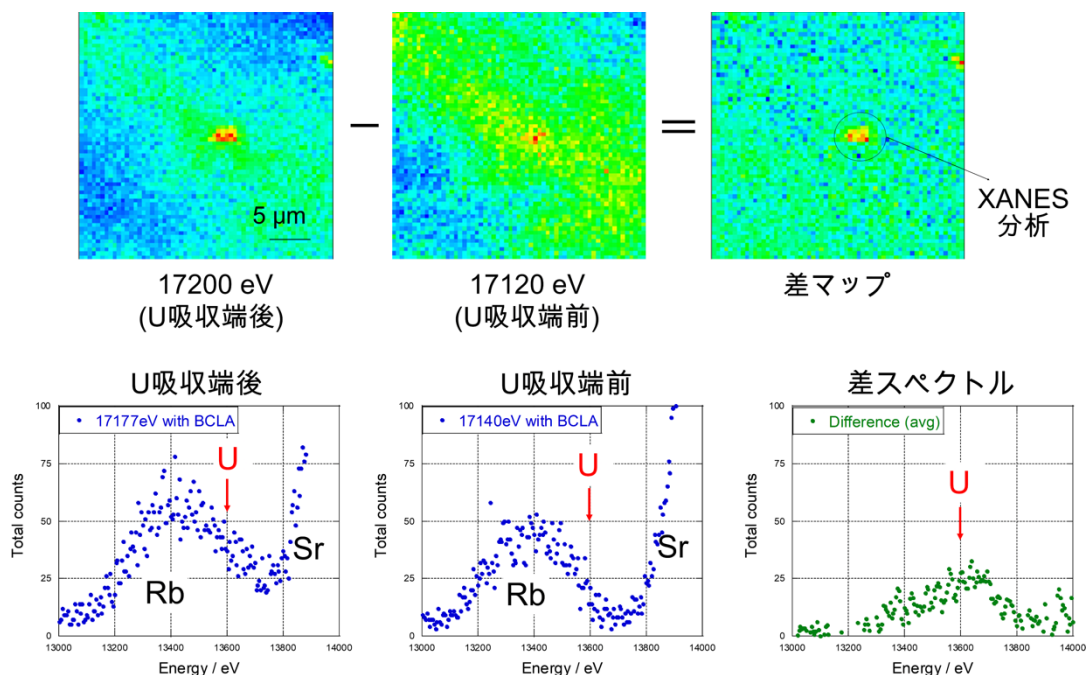 5 μm
XANES
分析
17200 eV
(U吸収端後)
17120 eV
(U吸収端前)
差マップ
U吸収端後
100
75
50
25
0
Total counts
17177eV with BCLA
U
Rb
Sr
13000
13200
13400
13600
13800
14000
Energy / eV
U吸収端前
100
75
50
25
0
Total counts
17140eV with BCLA
U
Rb
Sr
13000
13200
13400
13600
13800
14000
Energy / eV
差スペクトル
100
75
50
25
0
Total counts
Difference (avg)
U
13000
13200
13400
13600
13800
14000
Energy / eV